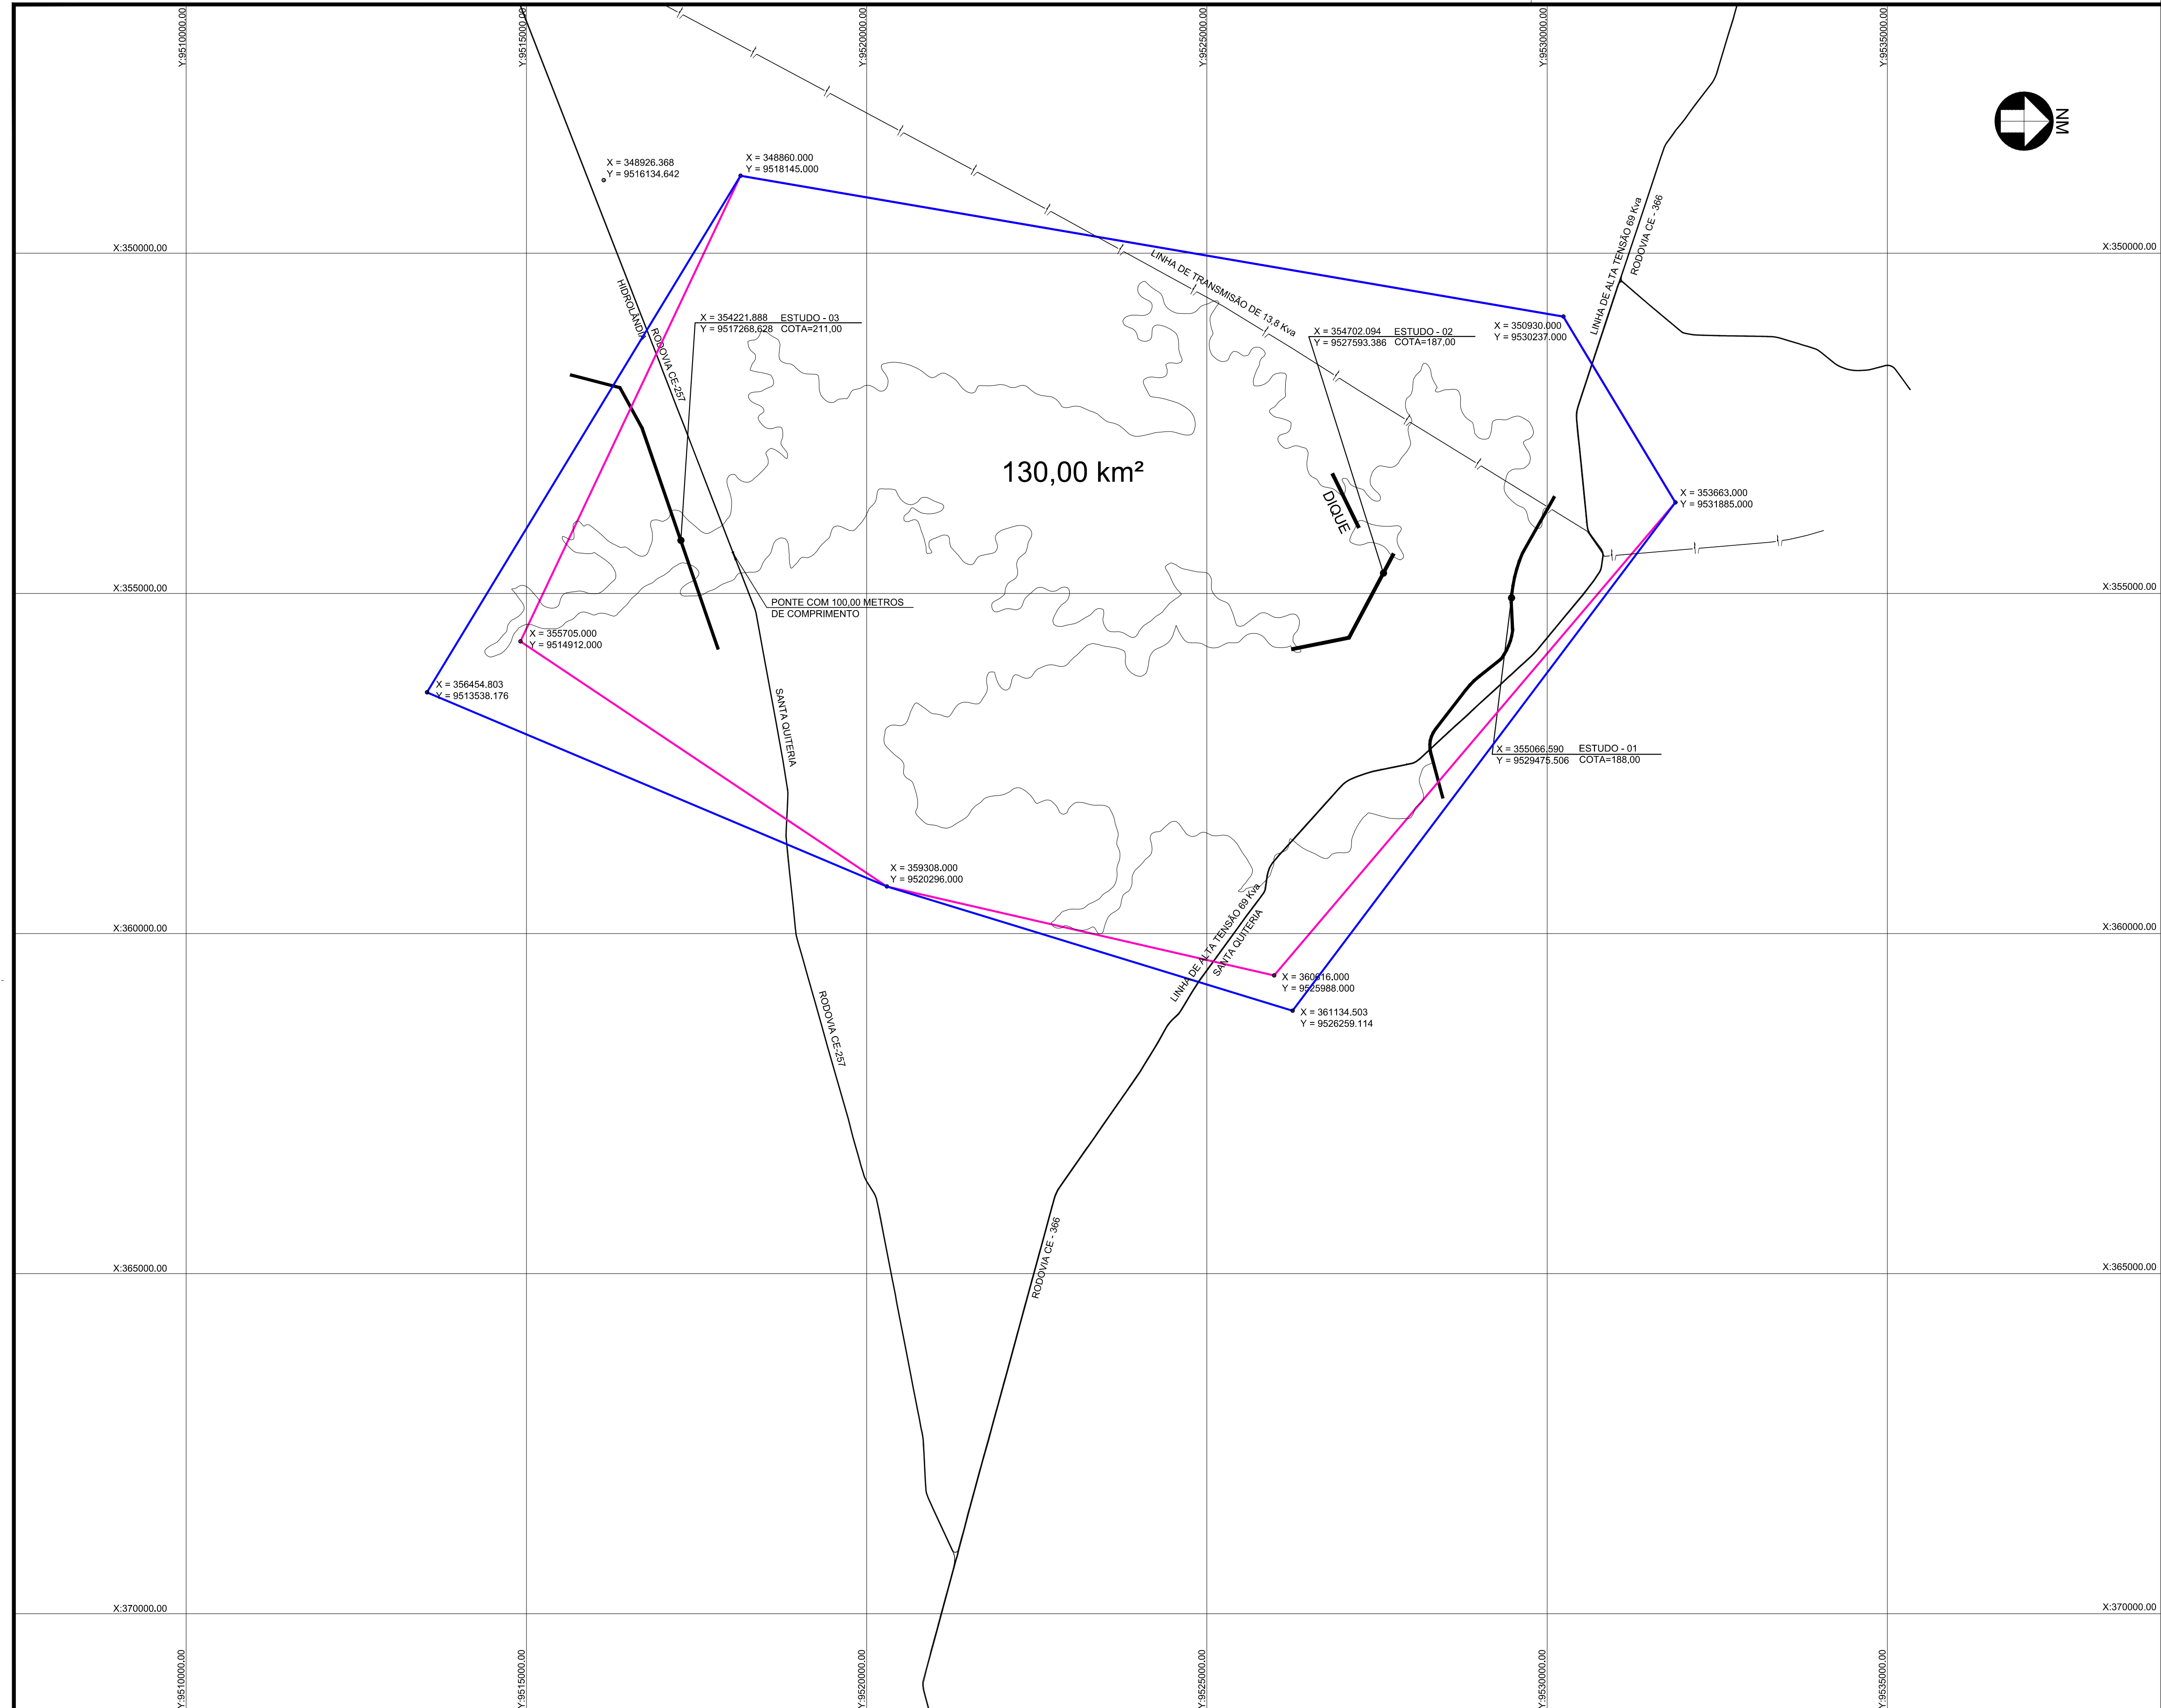 Y:9510000.00
Y:9515000.00
Y:9520000.00
Y:9525000.00
Y:9530000.00
Y:9535000.00
NM
X = 348926.368
Y = 9516134.642
X = 348860.000
Y = 9518145.000
X:350000.00
X:350000.00
LINHA DE ALTA TENSÃO 69 Kva
RODOVIA CE - 366
LINHA DE TRANSMISÃO DE 13,8 Kva
HIDROLÂNDIA
RODOVIA CE-257
X = 354221.888 ESTUDO - 03
Y = 9517268.628 COTA=211,00
X = 354702.094 ESTUDO - 02
Y = 9527593.386 COTA=187,00
X = 350930.000
Y = 9530237.000
130,00 km²
DIQUE
X = 353663.000
Y = 9531885.000
X:355000.00
X:355000.00
PONTE COM 100,00 METROS
DE COMPRIMENTO
X = 355705.000
Y = 9514912.000
X = 356454.803
Y = 9513538.176
SANTA QUITERIA
X = 355066.590 ESTUDO - 01
Y = 9529475.506 COTA=188,00
X = 359308.000
Y = 9520296.000
X:360000.00
X:360000.00
LINHA DE ALTA TENSÃO 69 Kva
SANTA QUITERIA
X = 360616.000
Y = 9525988.000
X = 361134.503
Y = 9526259.114
RODOVIA CE-257
RODOVIA CE - 366
X:365000.00
X:365000.00
X:370000.00
X:370000.00
Y:9510000.00
Y:9515000.00
Y:9520000.00
Y:9525000.00
Y:9530000.00
Y:9535000.00